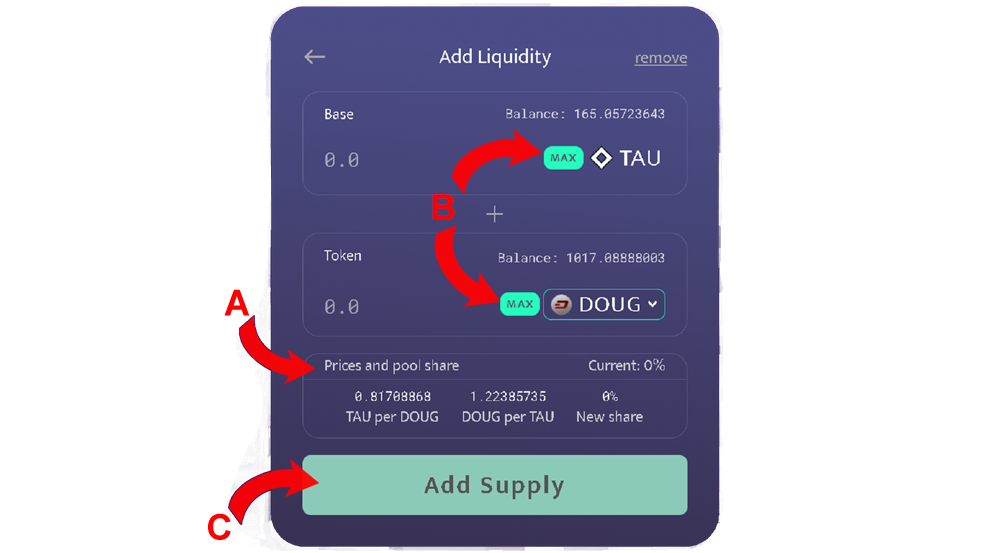 Add Liquidity remove
Base Balance: 165.05723643
0.0 MAX TAU
B
+
Token Balance: 1017.08888003
0.0 MAX DOUG
A
Prices and pool share Current: 0%
0.81708868 1.22385735 0%
TAU per DOUG DOUG per TAU New share
Add Supply
C